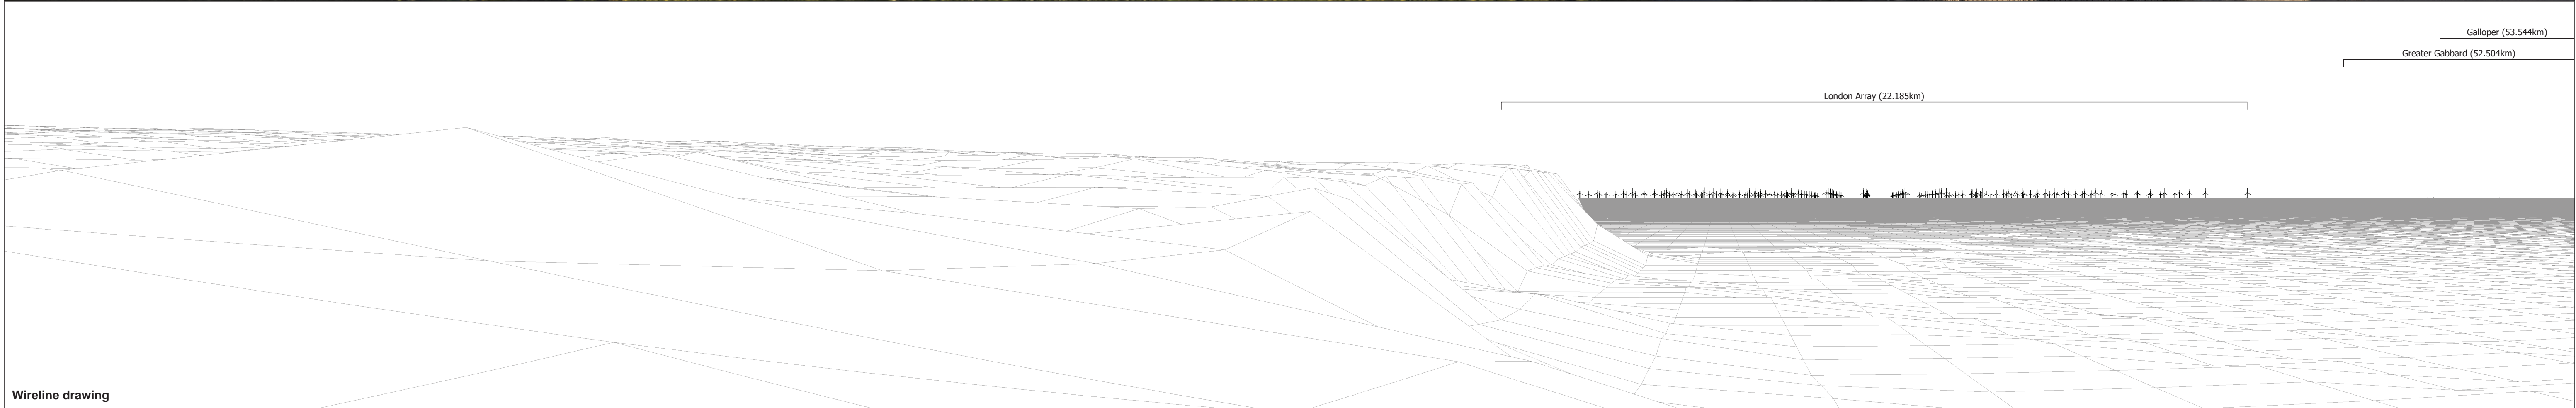 Galloper (53.544km)
Greater Gabbard (52.504km)
London Array (22.185km)
Wireline drawing